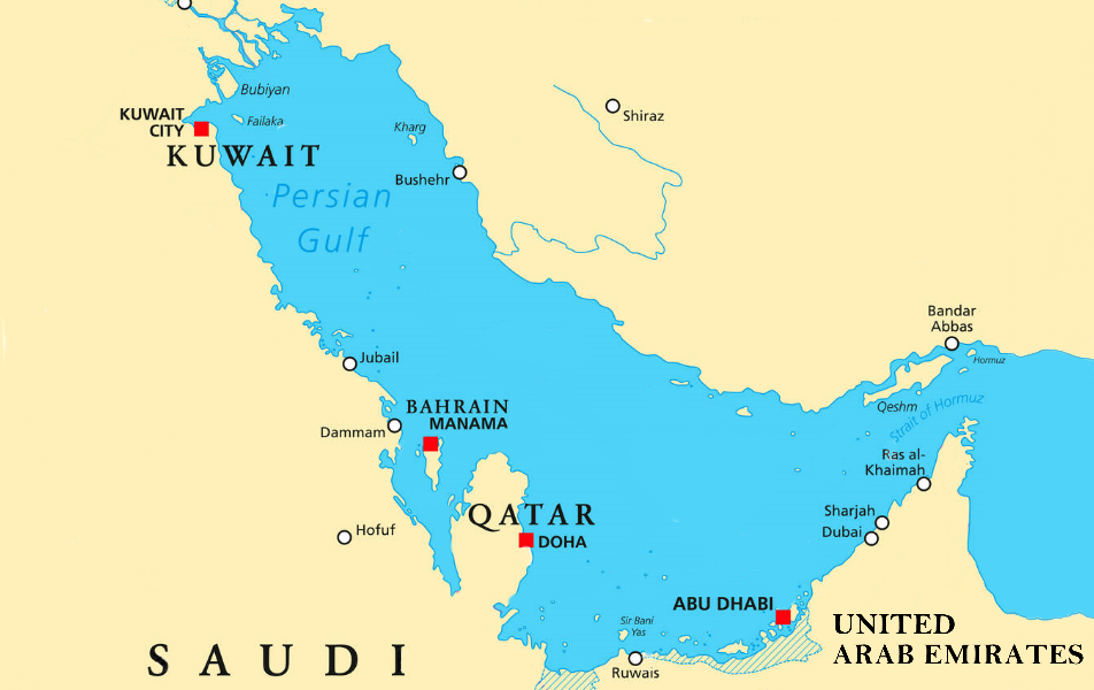 Bubiyan
KUWAIT
CITY
Failaka
KUWAIT
Kharg
Shiraz
Bushehr
Persian
Gulf
Bandar
Abbas
Hormuz
Jubail
Qeshm
Strait of Hormuz
BAHRAIN
MANAMA
Dammam
Ras al-
Khaimah
QATAR
Sharjah
Hofuf
Dubai
DOHA
ABU DHABI
Sir Bani
Yas
UNITED
ARAB EMIRATES
SAUDI
Ruwais